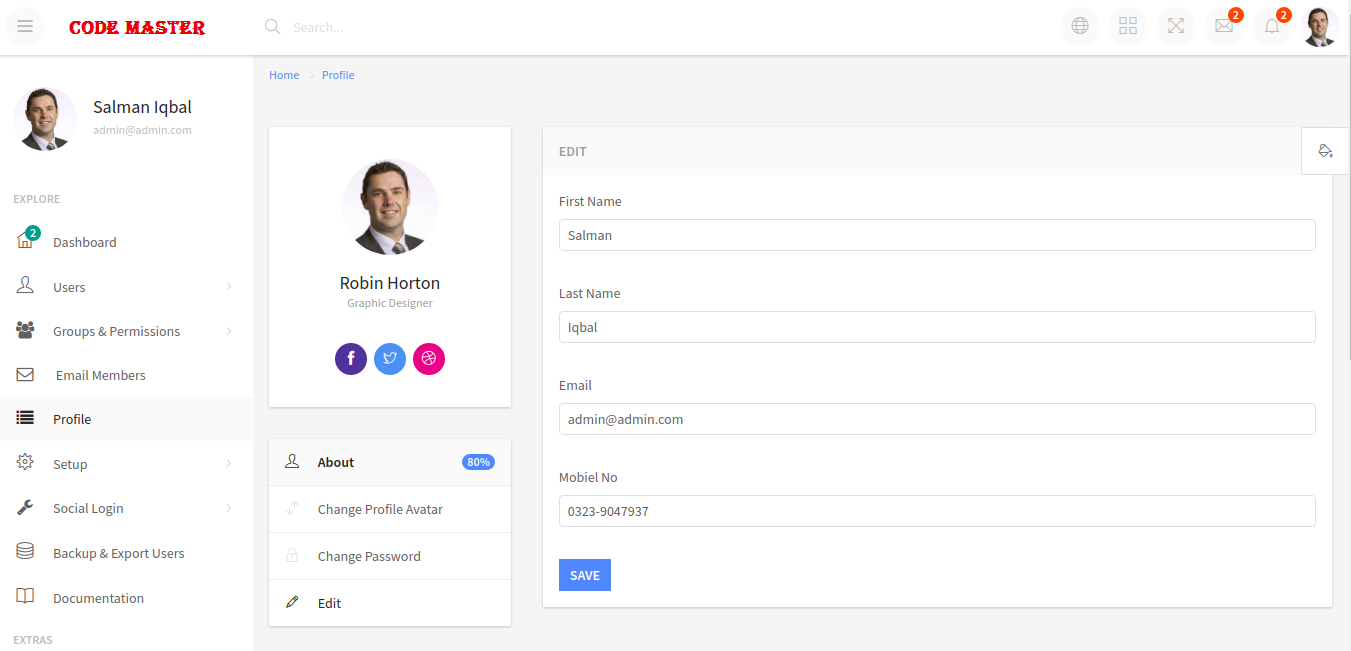 CODE MASTER
Search...
2
2
Home
Profile
Salman Iqbal
admin@admin.com
EXPLORE
2
Dashboard
Users
Groups & Permissions
Email Members
Profile
Setup
Social Login
Backup & Export Users
Documentation
EXTRAS
Robin Horton
Graphic Designer
f
About
80%
Change Profile Avatar
Change Password
Edit
EDIT
First Name
Salman
Last Name
Iqbal
Email
admin@admin.com
Mobiel No
0323-9047937
SAVE